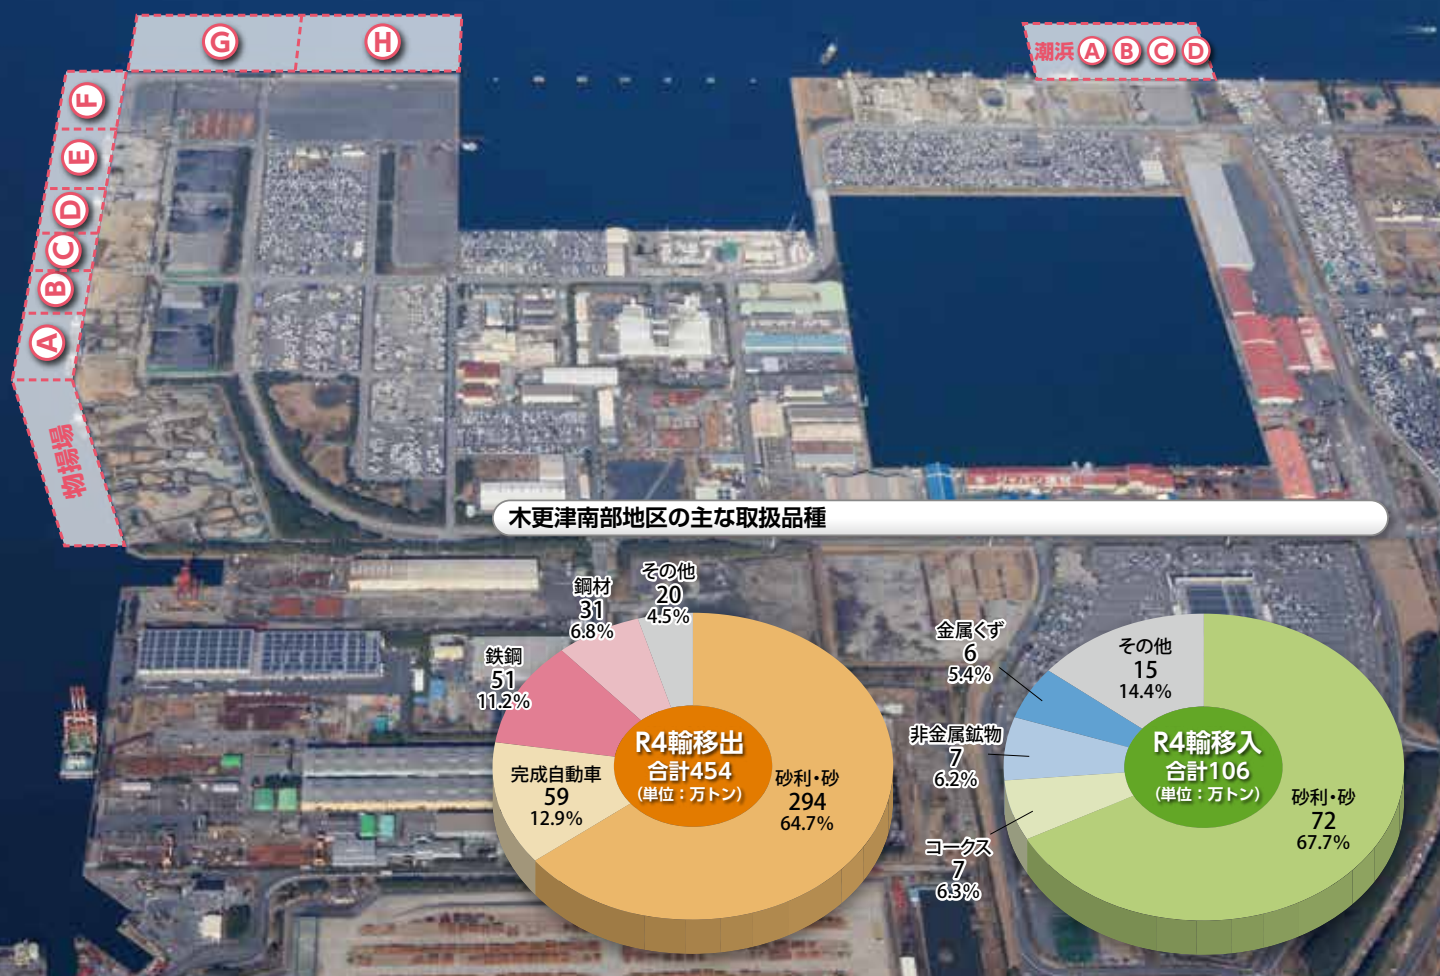 G
H
潮浜 A B C D
F
E
D
C
B
A
物揚場
木更津南部地区の主な取扱品種
その他
20
4.5%
鋼材
31
6.8%
鉄鋼
51
11.2%
完成自動車
59
12.9%
R4輸移出
合計454
(単位：万トン)
砂利・砂
294
64.7%
金属くず
6
5.4%
その他
15
14.4%
非金属鉱物
7
6.2%
コークス
7
6.3%
R4輸移入
合計106
(単位：万トン)
砂利・砂
72
67.7%